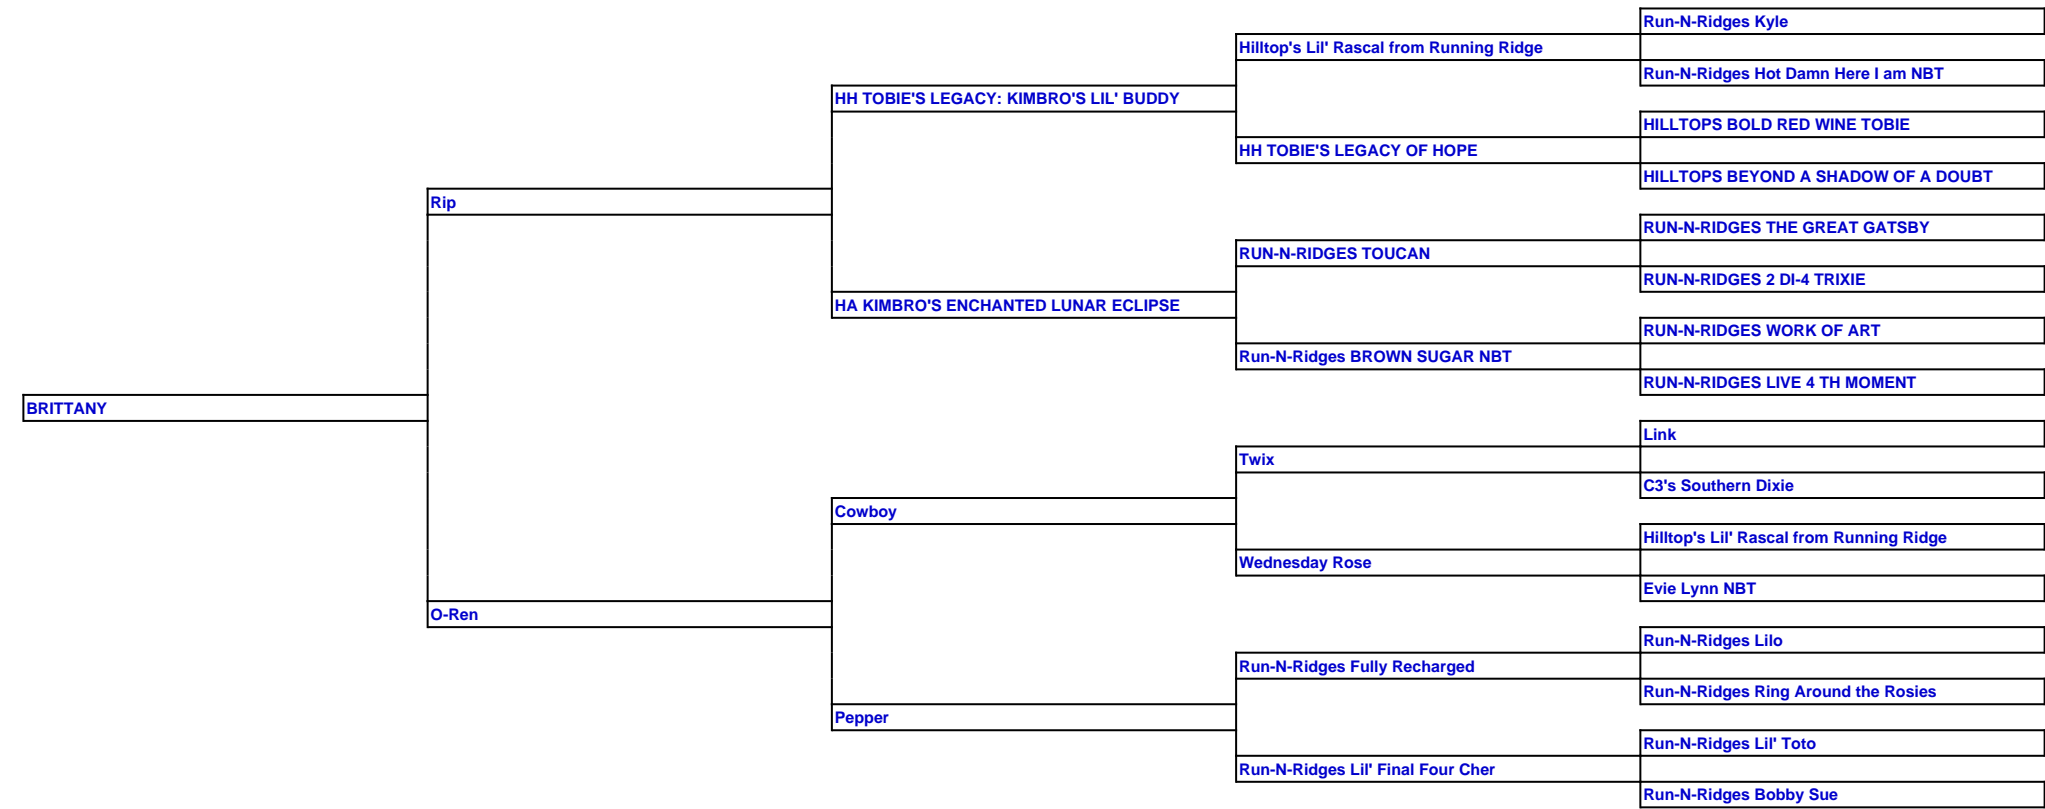 Run-N-Ridges Kyle
Hilltop's Lil' Rascal from Running Ridge
Run-N-Ridges Hot Damn Here I am NBT
HH TOBIE'S LEGACY: KIMBRO'S LIL' BUDDY
HILLTOPS BOLD RED WINE TOBIE
HH TOBIE'S LEGACY OF HOPE
HILLTOPS BEYOND A SHADOW OF A DOUBT
Rip
RUN-N-RIDGES THE GREAT GATSBY
RUN-N-RIDGES TOUCAN
RUN-N-RIDGES 2 DI-4 TRIXIE
HA KIMBRO'S ENCHANTED LUNAR ECLIPSE
RUN-N-RIDGES WORK OF ART
Run-N-Ridges BROWN SUGAR NBT
RUN-N-RIDGES LIVE 4 TH MOMENT
BRITTANY
Link
Twix
C3's Southern Dixie
Cowboy
Hilltop's Lil' Rascal from Running Ridge
Wednesday Rose
Evie Lynn NBT
O-Ren
Run-N-Ridges Lilo
Run-N-Ridges Fully Recharged
Run-N-Ridges Ring Around the Rosies
Pepper
Run-N-Ridges Lil' Toto
Run-N-Ridges Lil' Final Four Cher
Run-N-Ridges Bobby Sue